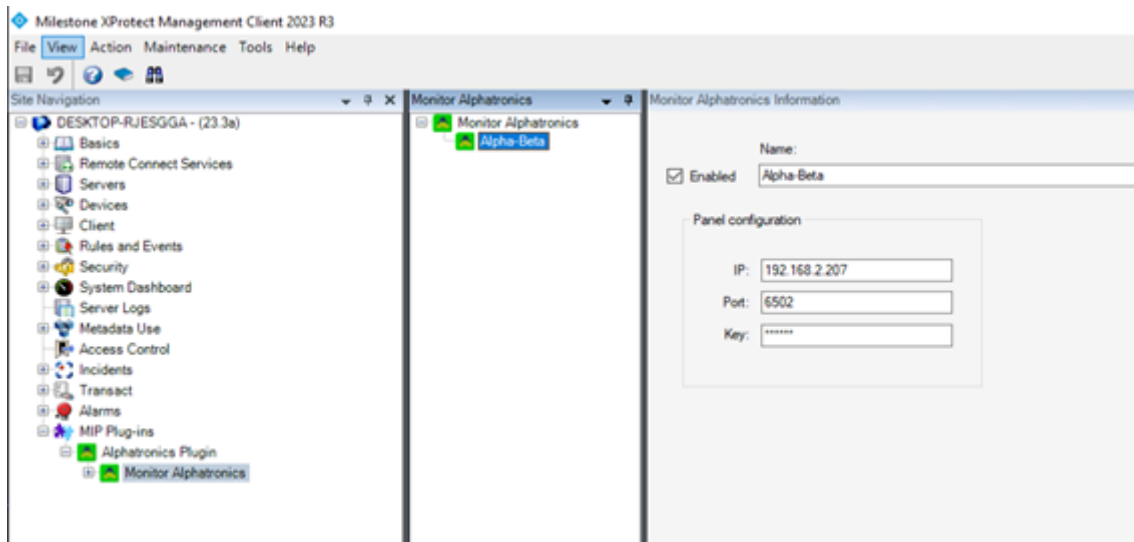 Milestone XProtect Management Client 2023 R3
File View Action Maintenance Tools Help
Site Navigation
DESKTOP-RJESGGA - (23.3a)
Basics
Remote Connect Services
Servers
Devices
Client
Rules and Events
Security
System Dashboard
Server Logs
Metadata Use
Access Control
Incidents
Transact
Alarms
MIP Plug-ins
Alphatronics Plugin
Monitor Alphatronics
Monitor Alphatronics
Monitor Alphatronics
Alpha-Beta
Monitor Alphatronics Information
Name:
Enabled Alpha-Beta
Panel configuration
IP: 192.168.2.207
Port: 6502
Key: ******